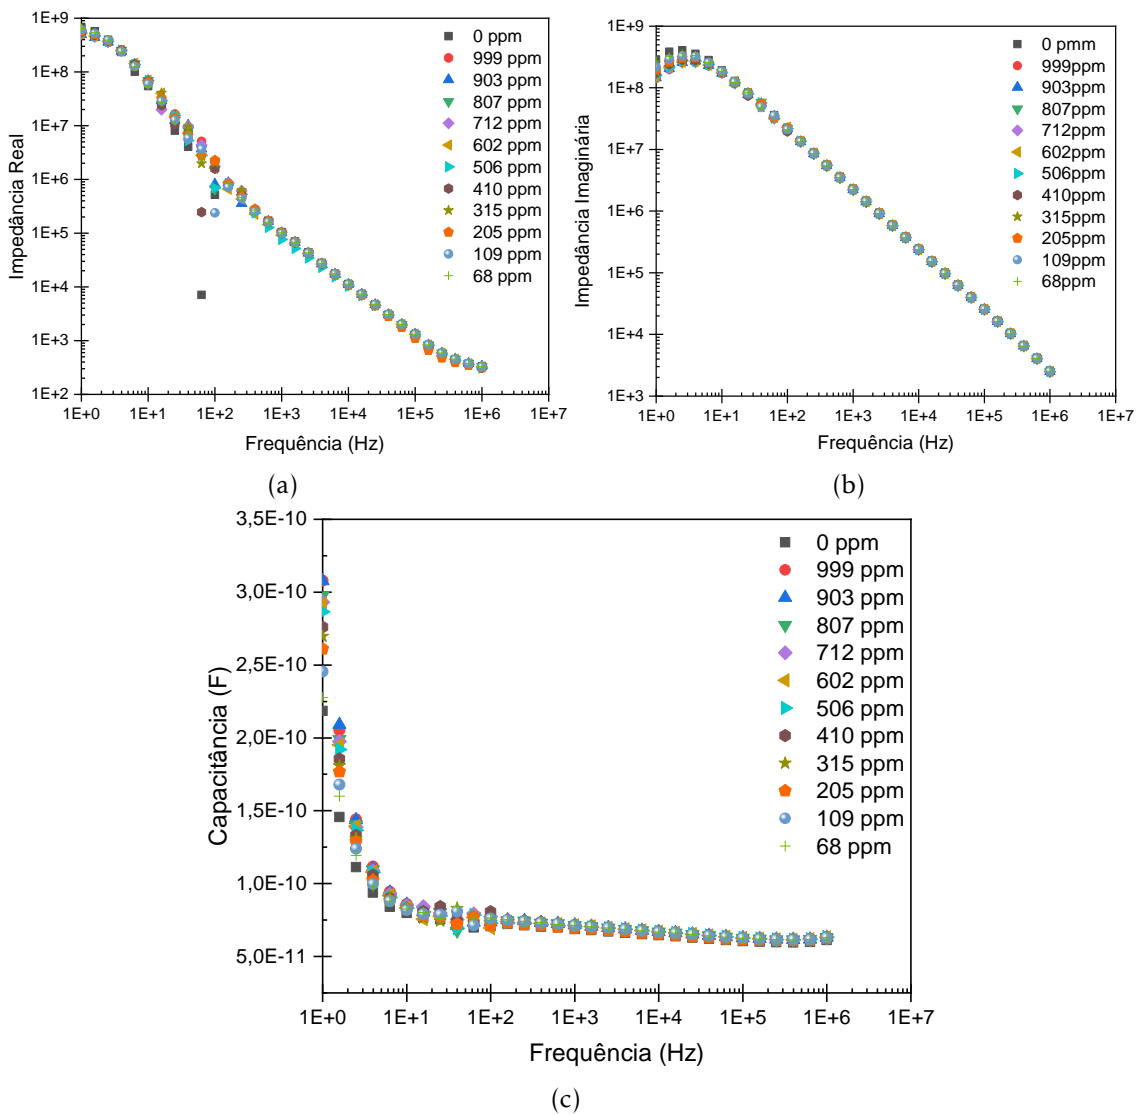 1E+9
1E+8
1E+7
1E+6
1E+5
1E+4
1E+3
1E+2
Impedância Real
0 ppm
999 ppm
903 ppm
807 ppm
712 ppm
602 ppm
506 ppm
410 ppm
315 ppm
205 ppm
109 ppm
68 ppm
1E+0 1E+1 1E+2 1E+3 1E+4 1E+5 1E+6 1E+7
Frequência (Hz)
(a)
1E+9
1E+8
1E+7
1E+6
1E+5
1E+4
1E+3
Impedância Imaginária
0 pmm
999ppm
903ppm
807ppm
712ppm
602ppm
506ppm
410ppm
315ppm
205ppm
109ppm
68ppm
1E+0 1E+1 1E+2 1E+3 1E+4 1E+5 1E+6 1E+7
Frequência (Hz)
(b)
3,5E-10
3,0E-10
2,5E-10
2,0E-10
1,5E-10
1,0E-10
5,0E-11
Capacitância (F)
0 ppm
999 ppm
903 ppm
807 ppm
712 ppm
602 ppm
506 ppm
410 ppm
315 ppm
205 ppm
109 ppm
68 ppm
1E+0 1E+1 1E+2 1E+3 1E+4 1E+5 1E+6 1E+7
Frequência (Hz)
(c)